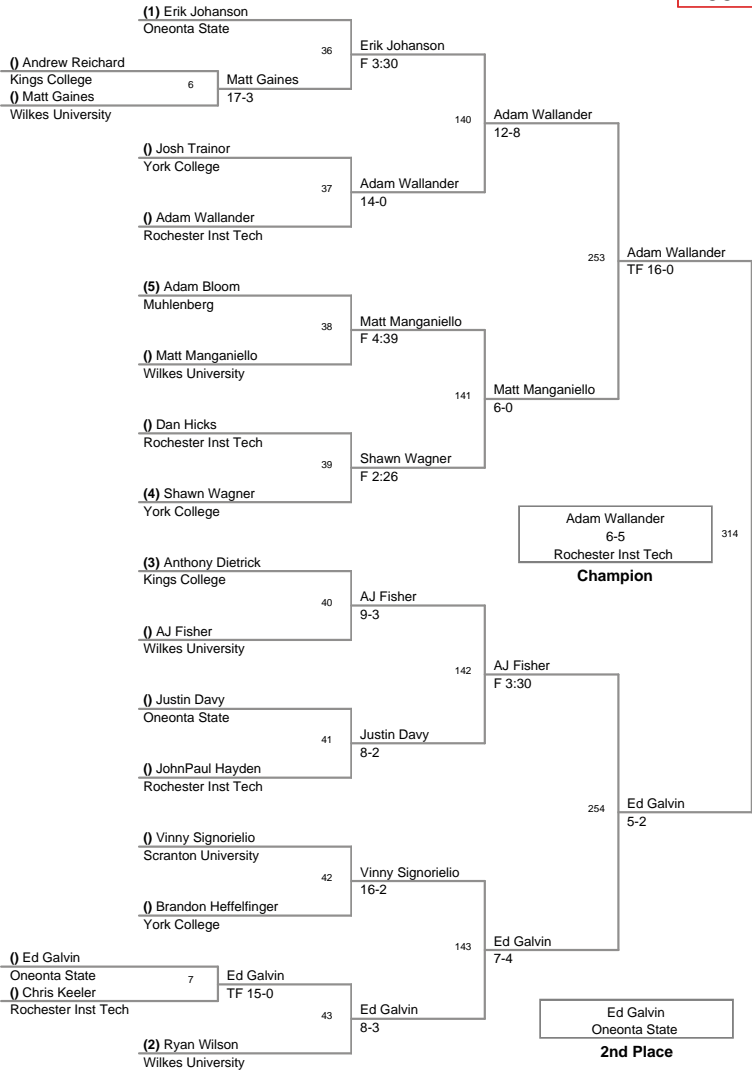 (1) Erik Johanson
Oneonta State
36
Erik Johanson
F 3:30
() Andrew Reichard
Kings College
6
() Matt Gaines
Wilkes University
Matt Gaines
17-3
140
Adam Wallander
12-8
() Josh Trainor
York College
37
Adam Wallander
14-0
() Adam Wallander
Rochester Inst Tech
253
Adam Wallander
TF 16-0
(5) Adam Bloom
Muhlenberg
38
Matt Manganiello
F 4:39
() Matt Manganiello
Wilkes University
141
Matt Manganiello
6-0
() Dan Hicks
Rochester Inst Tech
39
Shawn Wagner
F 2:26
(4) Shawn Wagner
York College
Adam Wallander
6-5
Rochester Inst Tech
314
Champion
(3) Anthony Dietrick
Kings College
40
AJ Fisher
9-3
() AJ Fisher
Wilkes University
142
AJ Fisher
F 3:30
() Justin Davy
Oneonta State
41
Justin Davy
8-2
() JohnPaul Hayden
Rochester Inst Tech
254
Ed Galvin
5-2
() Vinny Signorielio
Scranton University
42
Vinny Signorielio
16-2
() Brandon Heffelfinger
York College
143
Ed Galvin
7-4
() Ed Galvin
Oneonta State
7
() Chris Keeler
Rochester Inst Tech
Ed Galvin
TF 15-0
43
Ed Galvin
8-3
(2) Ryan Wilson
Wilkes University
Ed Galvin
Oneonta State
2nd Place